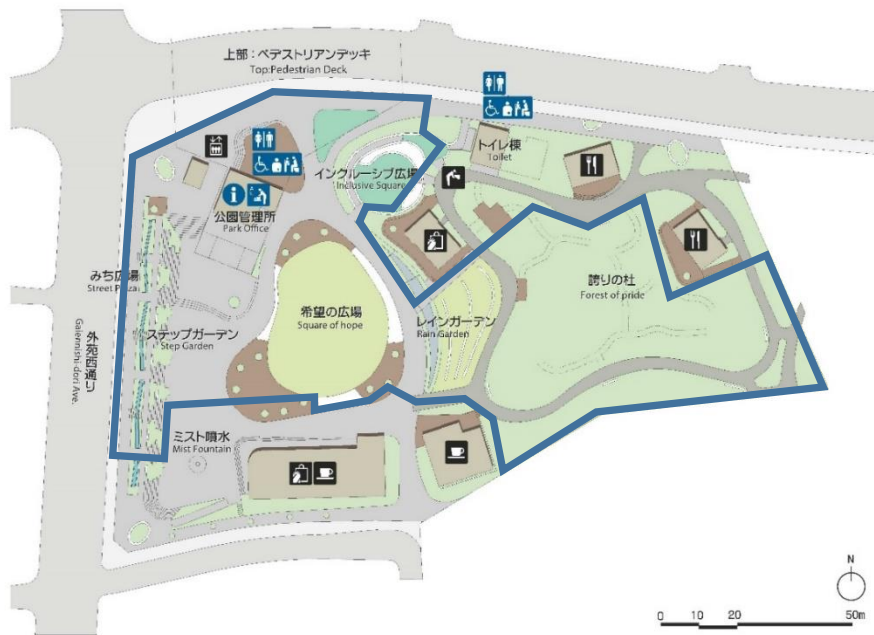 上部：ペデストリアンデッキ
Top:Pedestrian Deck
トイレ棟
Toilet
インクルーシブ広場
Inclusive Square
公園管理所
Park Office
みち広場
Street Plaza
希望の広場
Square of hope
誇りの杜
Forest of pride
レインガーデン
Rain Garden
ステップガーデン
Step Garden
外苑西通り
Gaiennishi-dori Ave.
ミスト噴水
Mist Fountain
N
0 10 20 50m